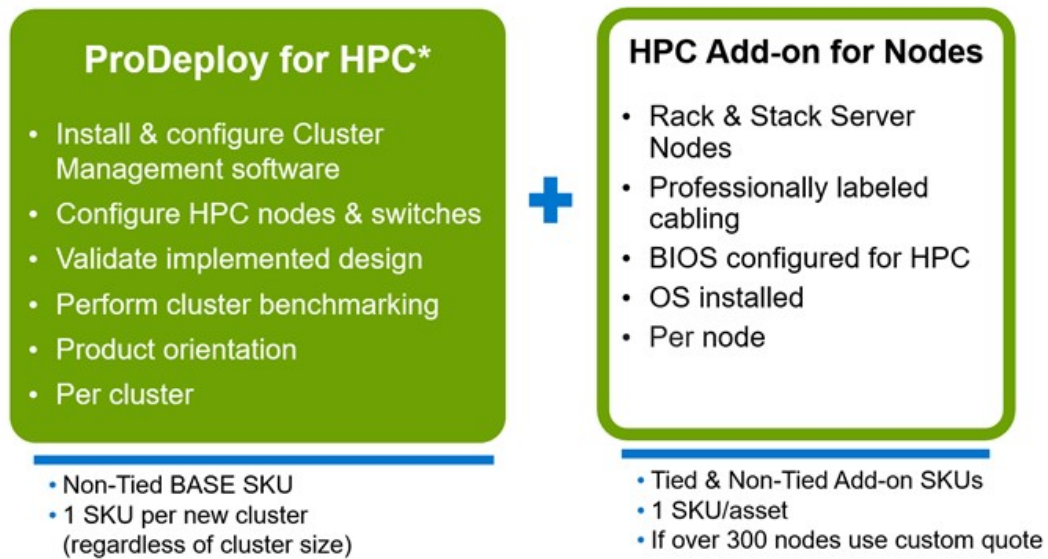 ProDeploy for HPC*
• Install & configure Cluster
Management software
• Configure HPC nodes & switches
• Validate implemented design
• Perform cluster benchmarking
• Product orientation
• Per cluster
• Non-Tied BASE SKU
• 1 SKU per new cluster
(regardless of cluster size)
+
HPC Add-on for Nodes
• Rack & Stack Server
Nodes
• Professionally labeled
cabling
• BIOS configured for HPC
• OS installed
• Per node
• Tied & Non-Tied Add-on SKUs
• 1 SKU/asset
• If over 300 nodes use custom quote